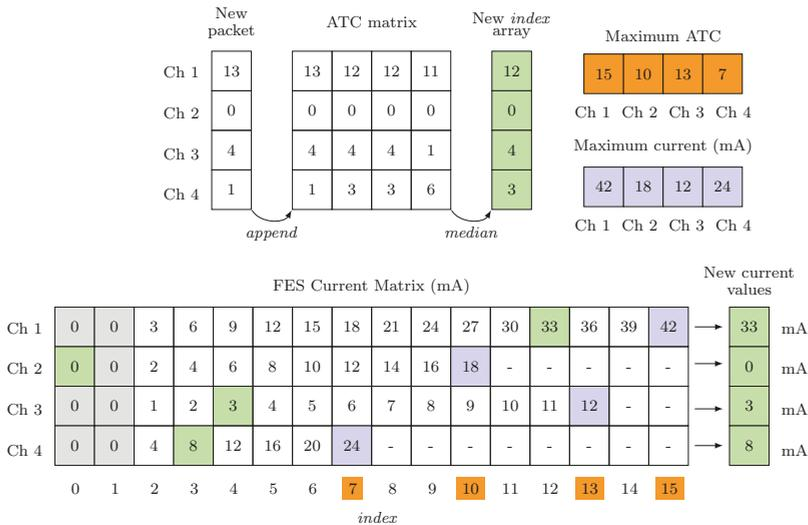 New packet
ATC matrix
New index array
Maximum ATC
Ch 1 13 13 12 12 11 12
Ch 2 0 0 0 0 0 0
Ch 3 4 4 4 4 1 4
Ch 4 1 1 3 3 6 3
append
median
15 10 13 7
Ch 1 Ch 2 Ch 3 Ch 4
Maximum current (mA)
42 18 12 24
Ch 1 Ch 2 Ch 3 Ch 4
FES Current Matrix (mA)
New current values
Ch 1 0 0 3 6 9 12 15 18 21 24 27 30 33 36 39 42 33 mA
Ch 2 0 0 2 4 6 8 10 12 14 16 18 - - - - - 0 mA
Ch 3 0 0 1 2 3 4 5 6 7 8 9 10 11 12 - - 3 mA
Ch 4 0 0 4 8 12 16 20 24 - - - - - - - - 8 mA
0 1 2 3 4 5 6 7 8 9 10 11 12 13 14 15
index